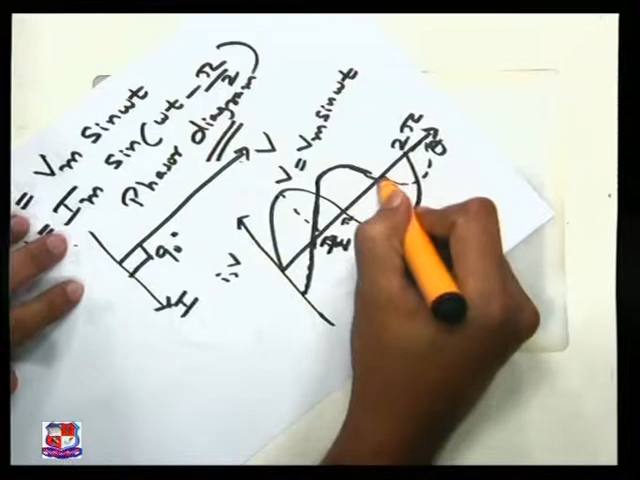 = Vm Sinωt
= Im Sin(ωt - π/2)
Phasor diagram
V
90°
I
V = Vm Sinωt
i, v
2π
θ